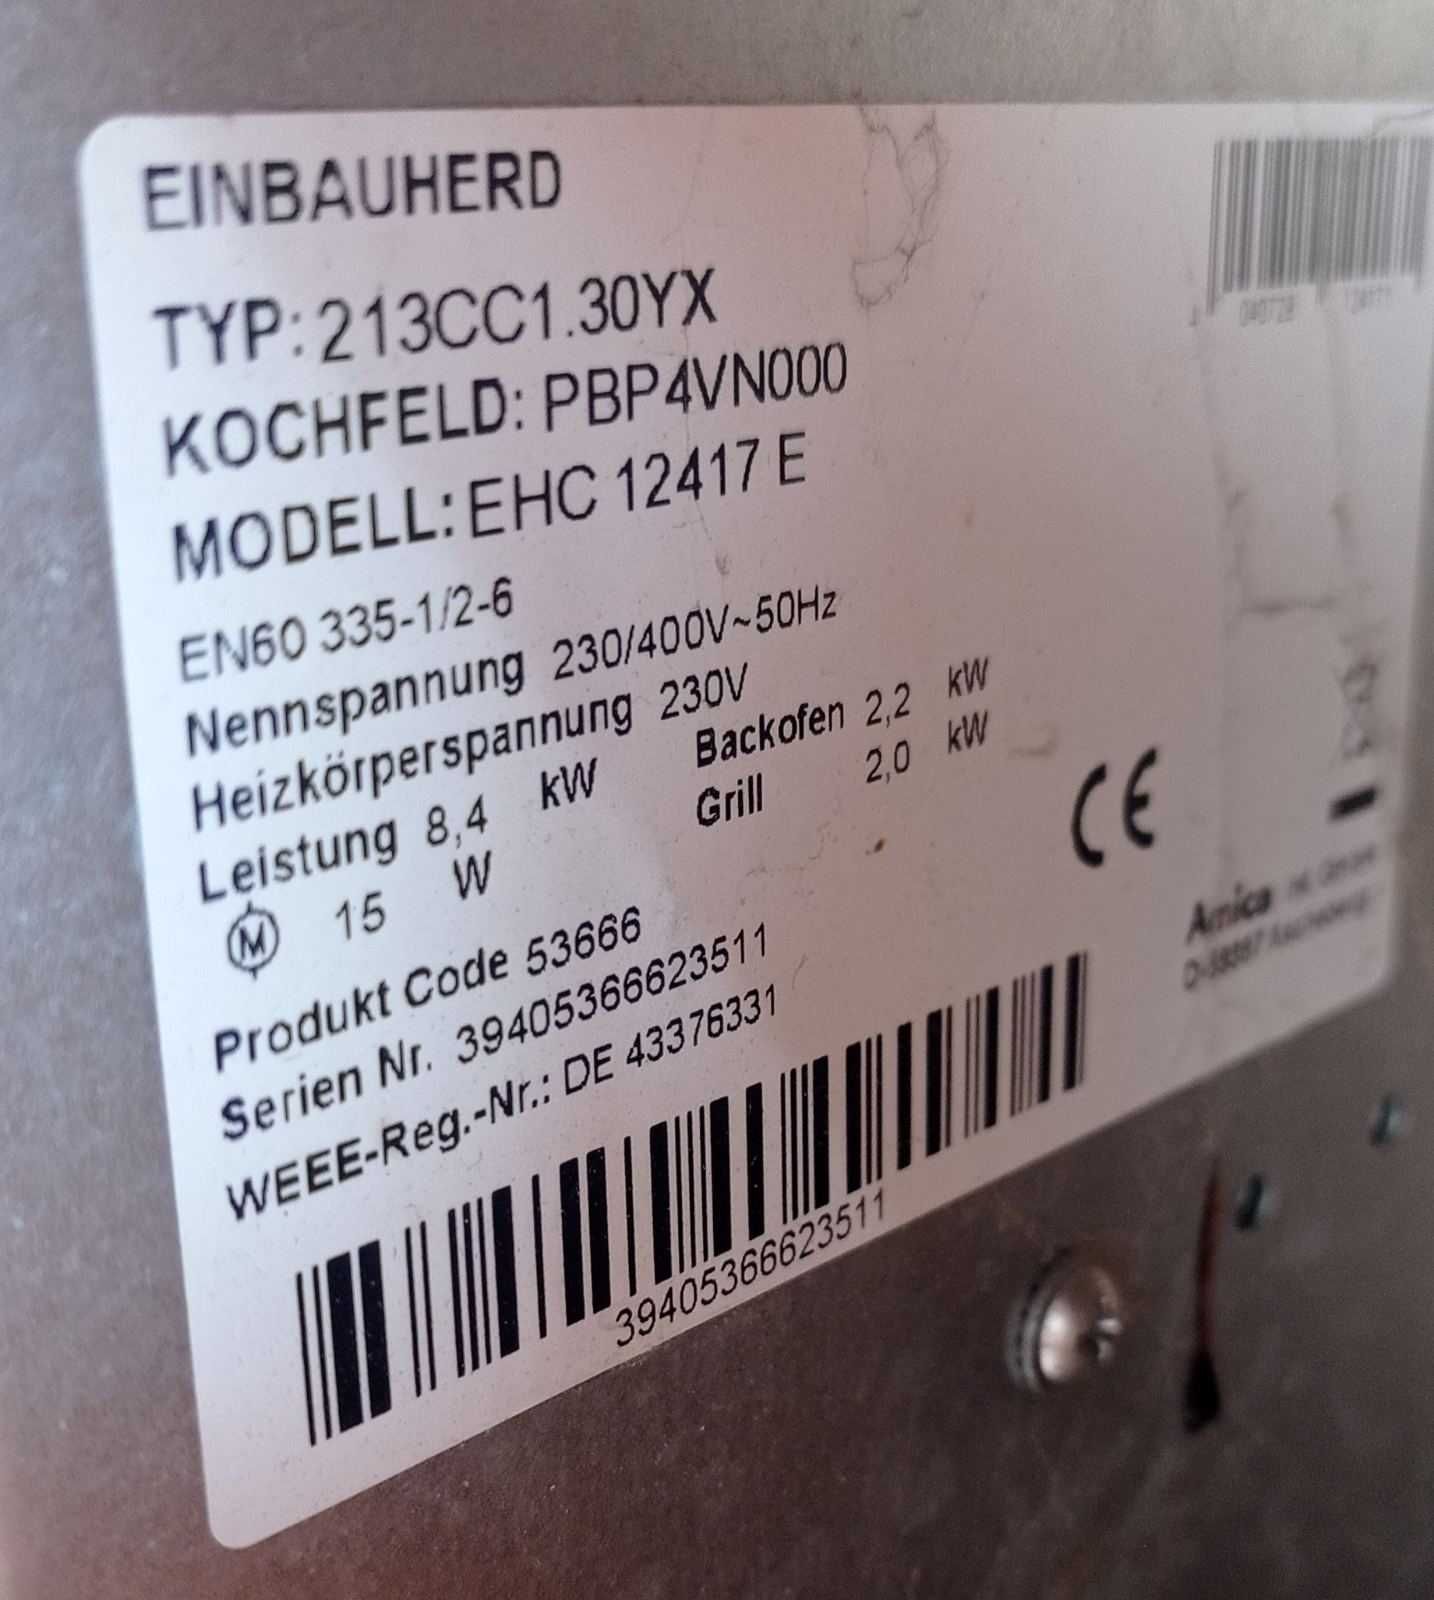 EINBAUHERD
TYP: 213CC1.30YX
KOCHFELD: PBP4VN000
MODELL: EHC 12417 E
EN60 335-1/2-6
Nennspannung 230/400V~50Hz
Heizkörperspannung 230V
Leistung 8,4 kW
Backofen 2,2 kW
Grill 2,0 kW
M 15 W
Produkt Code 53666
Serien Nr. 39405366623511
WEEE-Reg.-Nr.: DE 43376331
39405366623511
CE
Amica